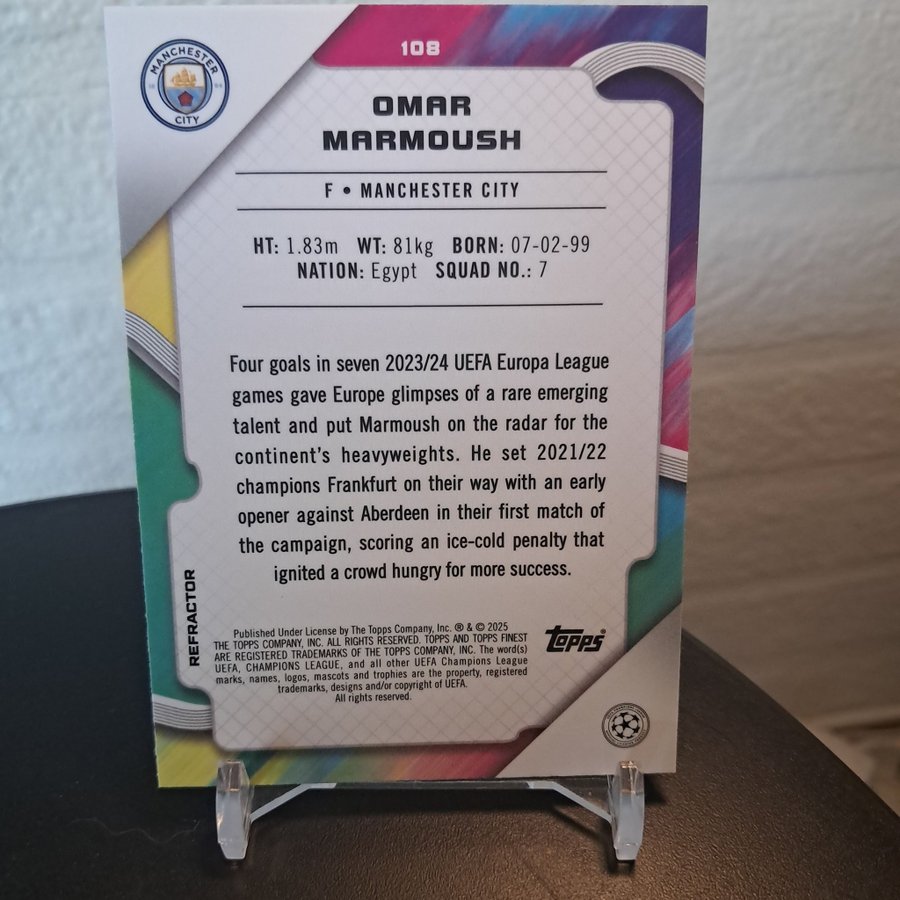 108
MANCHESTER
CITY
OMAR
MARMOUSH
F • MANCHESTER CITY
HT: 1.83m WT: 81kg BORN: 07-02-99
NATION: Egypt SQUAD NO.: 7
Four goals in seven 2023/24 UEFA Europa League
games gave Europe glimpses of a rare emerging
talent and put Marmoush on the radar for the
continent's heavyweights. He set 2021/22
champions Frankfurt on their way with an early
opener against Aberdeen in their first match of
the campaign, scoring an ice-cold penalty that
ignited a crowd hungry for more success.
REFRACTOR
Published Under License by The Topps Company, Inc. ® & © 2025
THE TOPPS COMPANY, INC. ALL RIGHTS RESERVED. TOPPS AND TOPPS FINEST
ARE REGISTERED TRADEMARKS OF THE TOPPS COMPANY, INC. The word(s)
UEFA, CHAMPIONS LEAGUE, and all other UEFA Champions League
marks, names, logos, mascots and trophies are the property, registered
trademarks, designs and/or copyright of UEFA.
All rights reserved.
topps®